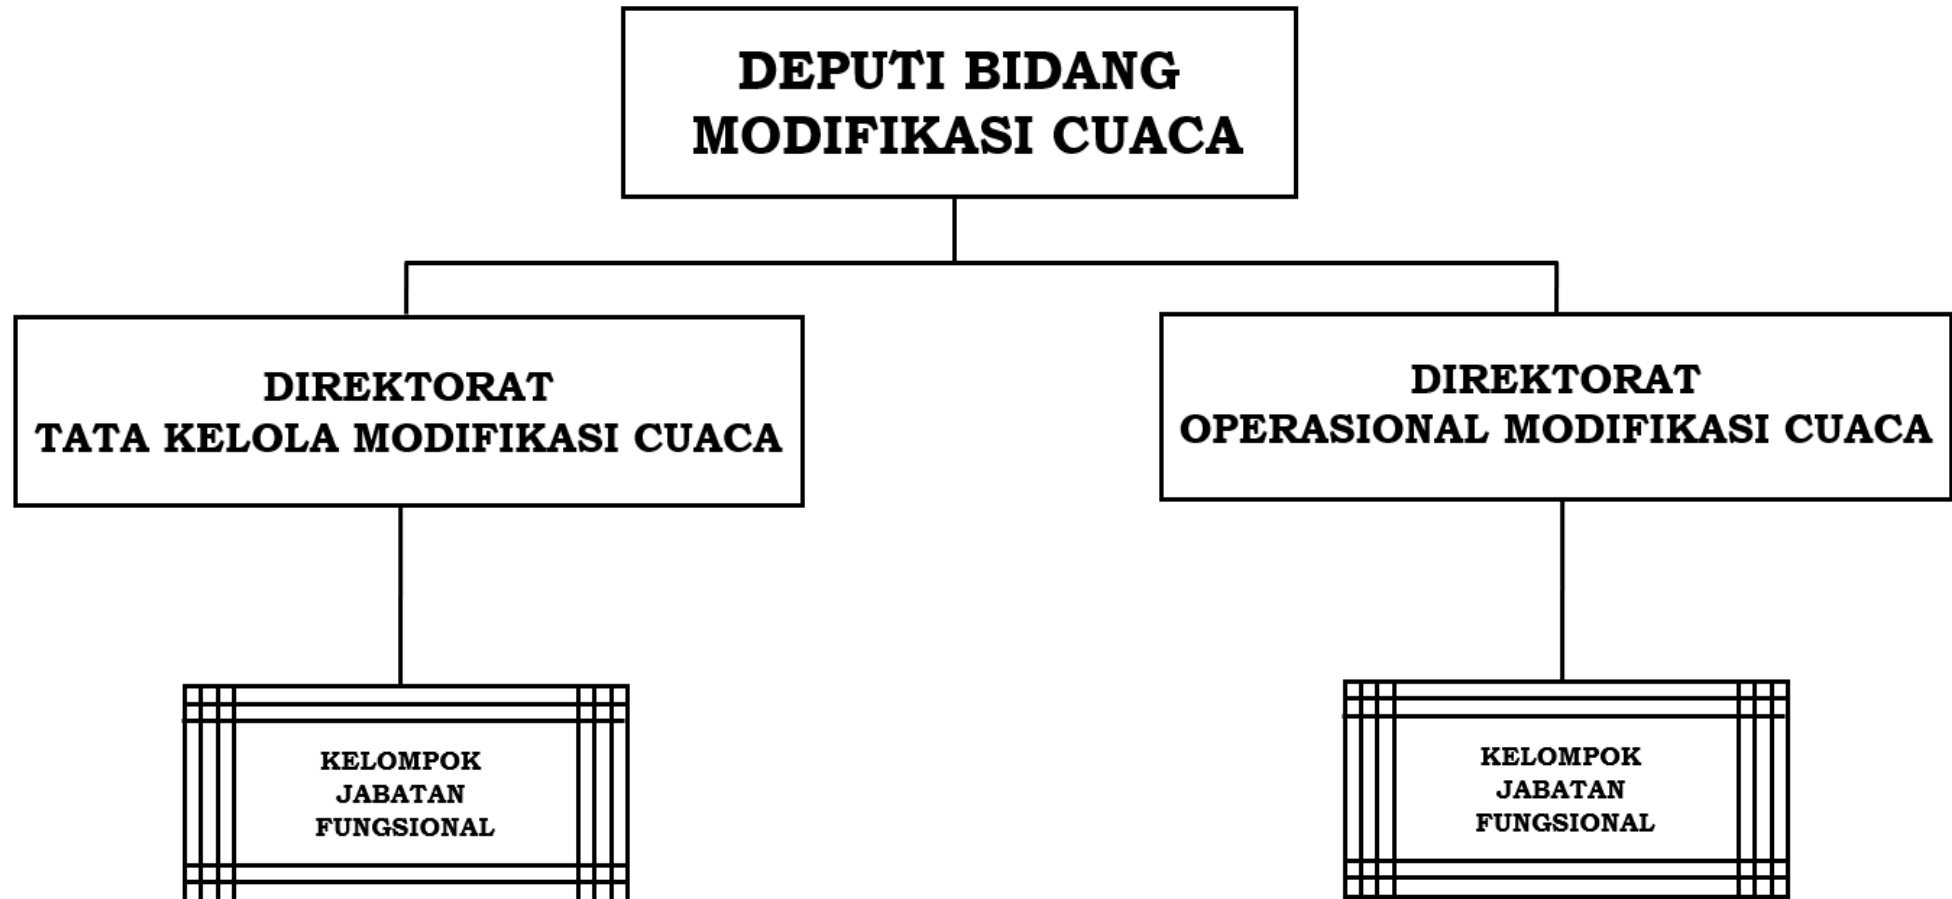 DEPUTI BIDANG
MODIFIKASI CUACA
DIREKTORAT
TATA KELOLA MODIFIKASI CUACA
DIREKTORAT
OPERASIONAL MODIFIKASI CUACA
KELOMPOK
JABATAN
FUNGSIONAL
KELOMPOK
JABATAN
FUNGSIONAL